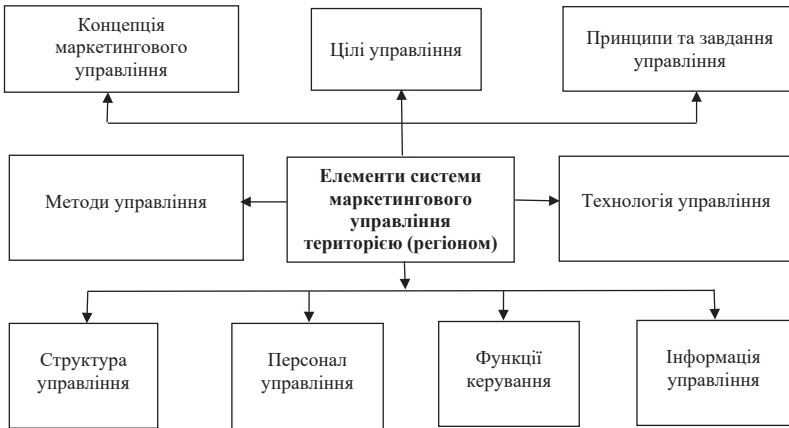 Концепція
маркетингового
управління
Цілі управління
Принципи та завдання
управління
Методи управління
Елементи системи
маркетингового
управління
територією (регіоном)
Технологія управління
Структура
управління
Персонал
управління
Функції
керування
Інформація
управління